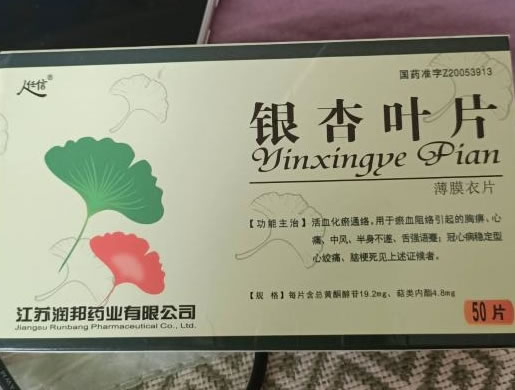 任信®
国药准字Z20053913
银杏叶片
Yinxingye Pian
薄膜衣片
【功能主治】活血化瘀通络。用于瘀血阻络引起的胸痹、心
痛、中风、半身不遂、舌强语蹇；冠心病稳定型
心绞痛、脑梗死见上述证候者。
【规 格】每片含总黄酮醇苷19.2mg、萜类内酯4.8mg
50片
江苏润邦药业有限公司
Jiangsu Runbang Pharmaceutical Co., Ltd.